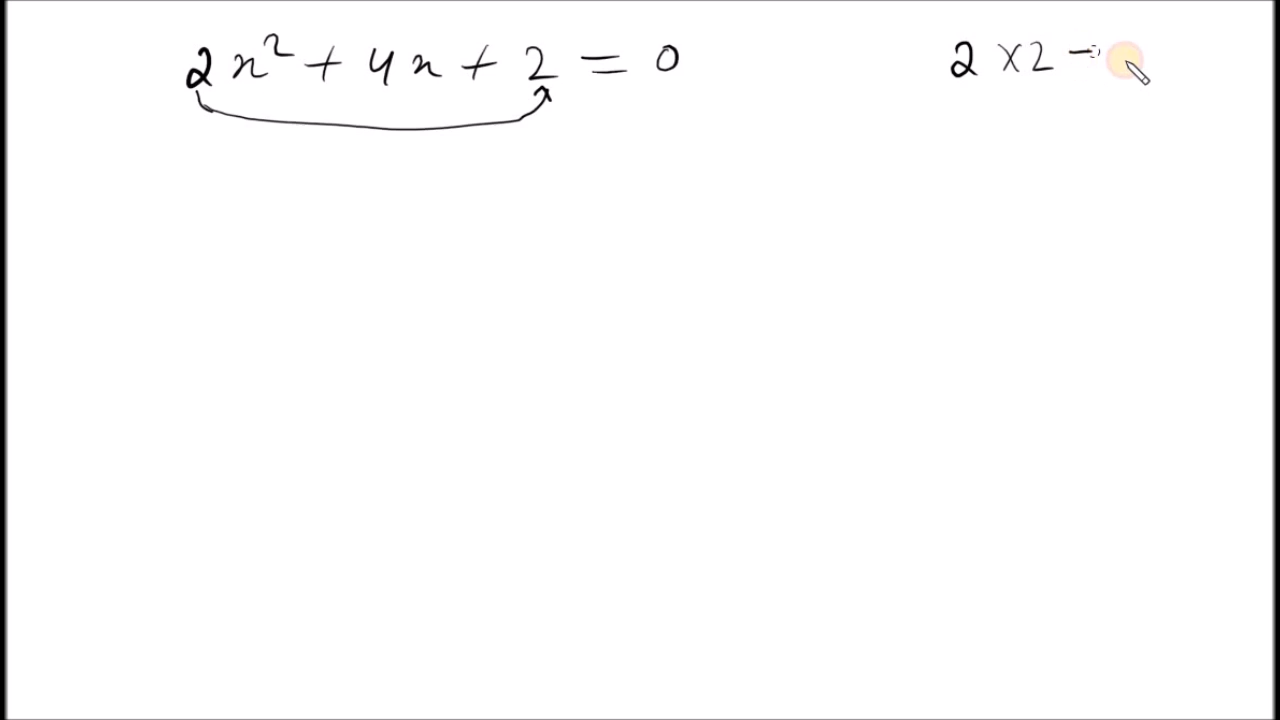 2x² + 4x + 2 = 0
2 × 2